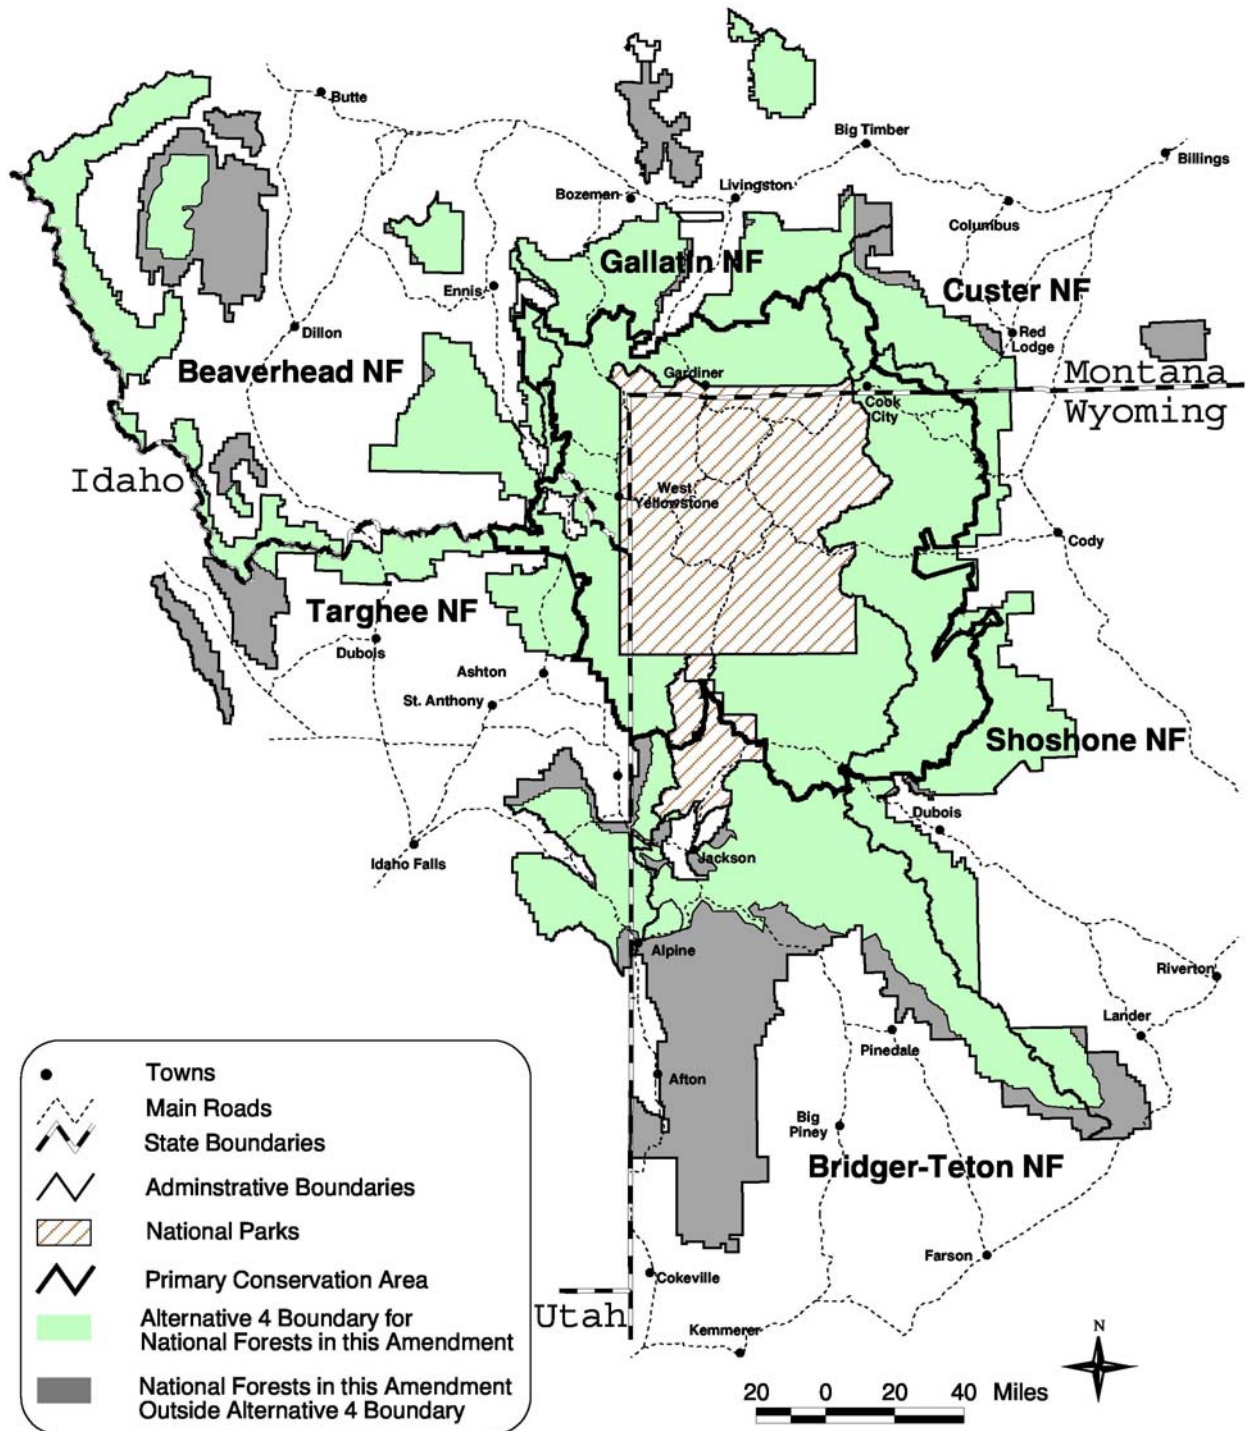 Butte
Big Timber
Billings
Bozeman
Livingston
Columbus
Gallatin NF
Ennis
Custer NF
Dillon
Red
Lodge
Beaverhead NF
Gardiner
Montana
Cook
City
Wyoming
Idaho
West
Yellowstone
Cody
Targhee NF
Dubois
Ashton
St. Anthony
Shoshone NF
Dubois
Idaho Falls
Jackson
Alpine
Riverton
Lander
Pinedale
Afton
Big
Piney
Bridger-Teton NF
Farson
Cokeville
Utah
Kemmerer
Towns
Main Roads
State Boundaries
Adminstrative Boundaries
National Parks
Primary Conservation Area
Alternative 4 Boundary for
National Forests in this Amendment
National Forests in this Amendment
Outside Alternative 4 Boundary
N
20 0 20 40 Miles